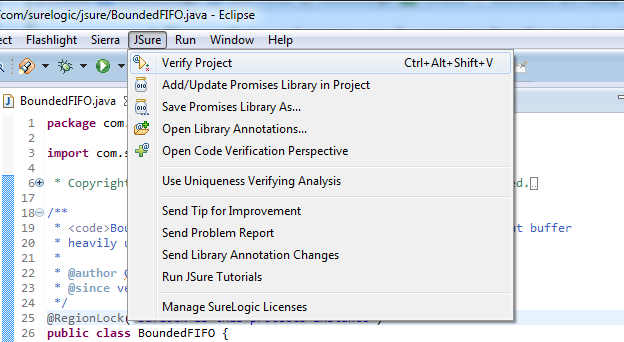 /com/surelogic/jsure/BoundedFIFO.java - Eclipse
ct Flashlight Sierra JSure Run Window Help
Verify Project Ctrl+Alt+Shift+V
Add/Update Promises Library in Project
BoundedFIFO.java
Save Promises Library As...
1 package com.
2 Open Library Annotations...
3 import com.s
Open Code Verification Perspective
6 * Copyright ed.
17 Use Uniqueness Verifying Analysis
18 /**
19 * <code>Bou t buffer
Send Tip for Improvement
20 * heavily u
Send Problem Report
21 *
Send Library Annotation Changes
22 * @author
23 * @since ve
Run JSure Tutorials
24 */
Manage SureLogic Licenses
25 @RegionLock(
26 public class BoundedFIFO {